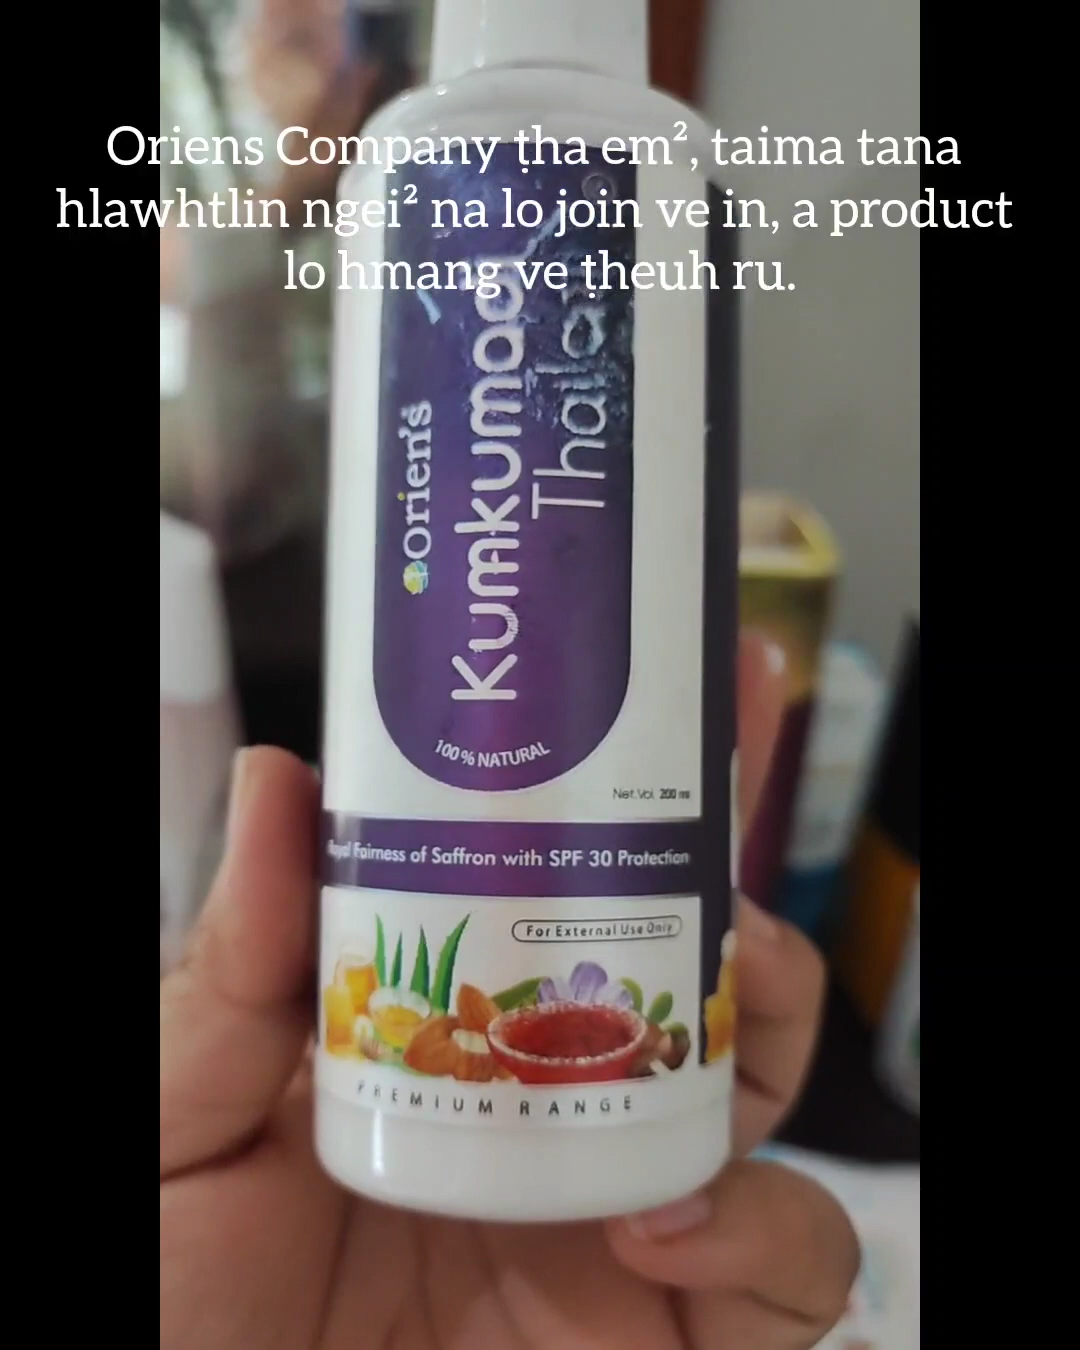 Oriens Company ṭha em², taima tana
hlawhtlin ngei² na lo join ve in, a product
lo hmang ve ṭheuh ru.
orien's
Thaila
100% NATURAL
Net.Vol. 200
Fairness of Saffron with SPF 30 Protection
For External Use Only
PREMIUM RANGE